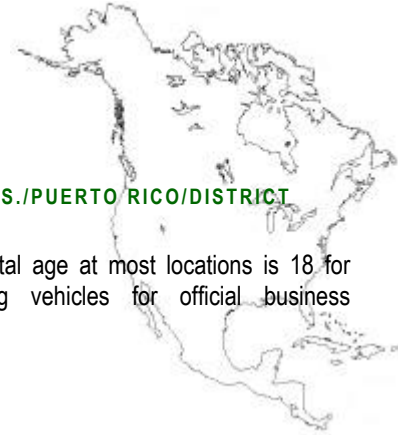 S./PUERTO RICO/DISTRICT
tal age at most locations is 18 for
g vehicles for official business